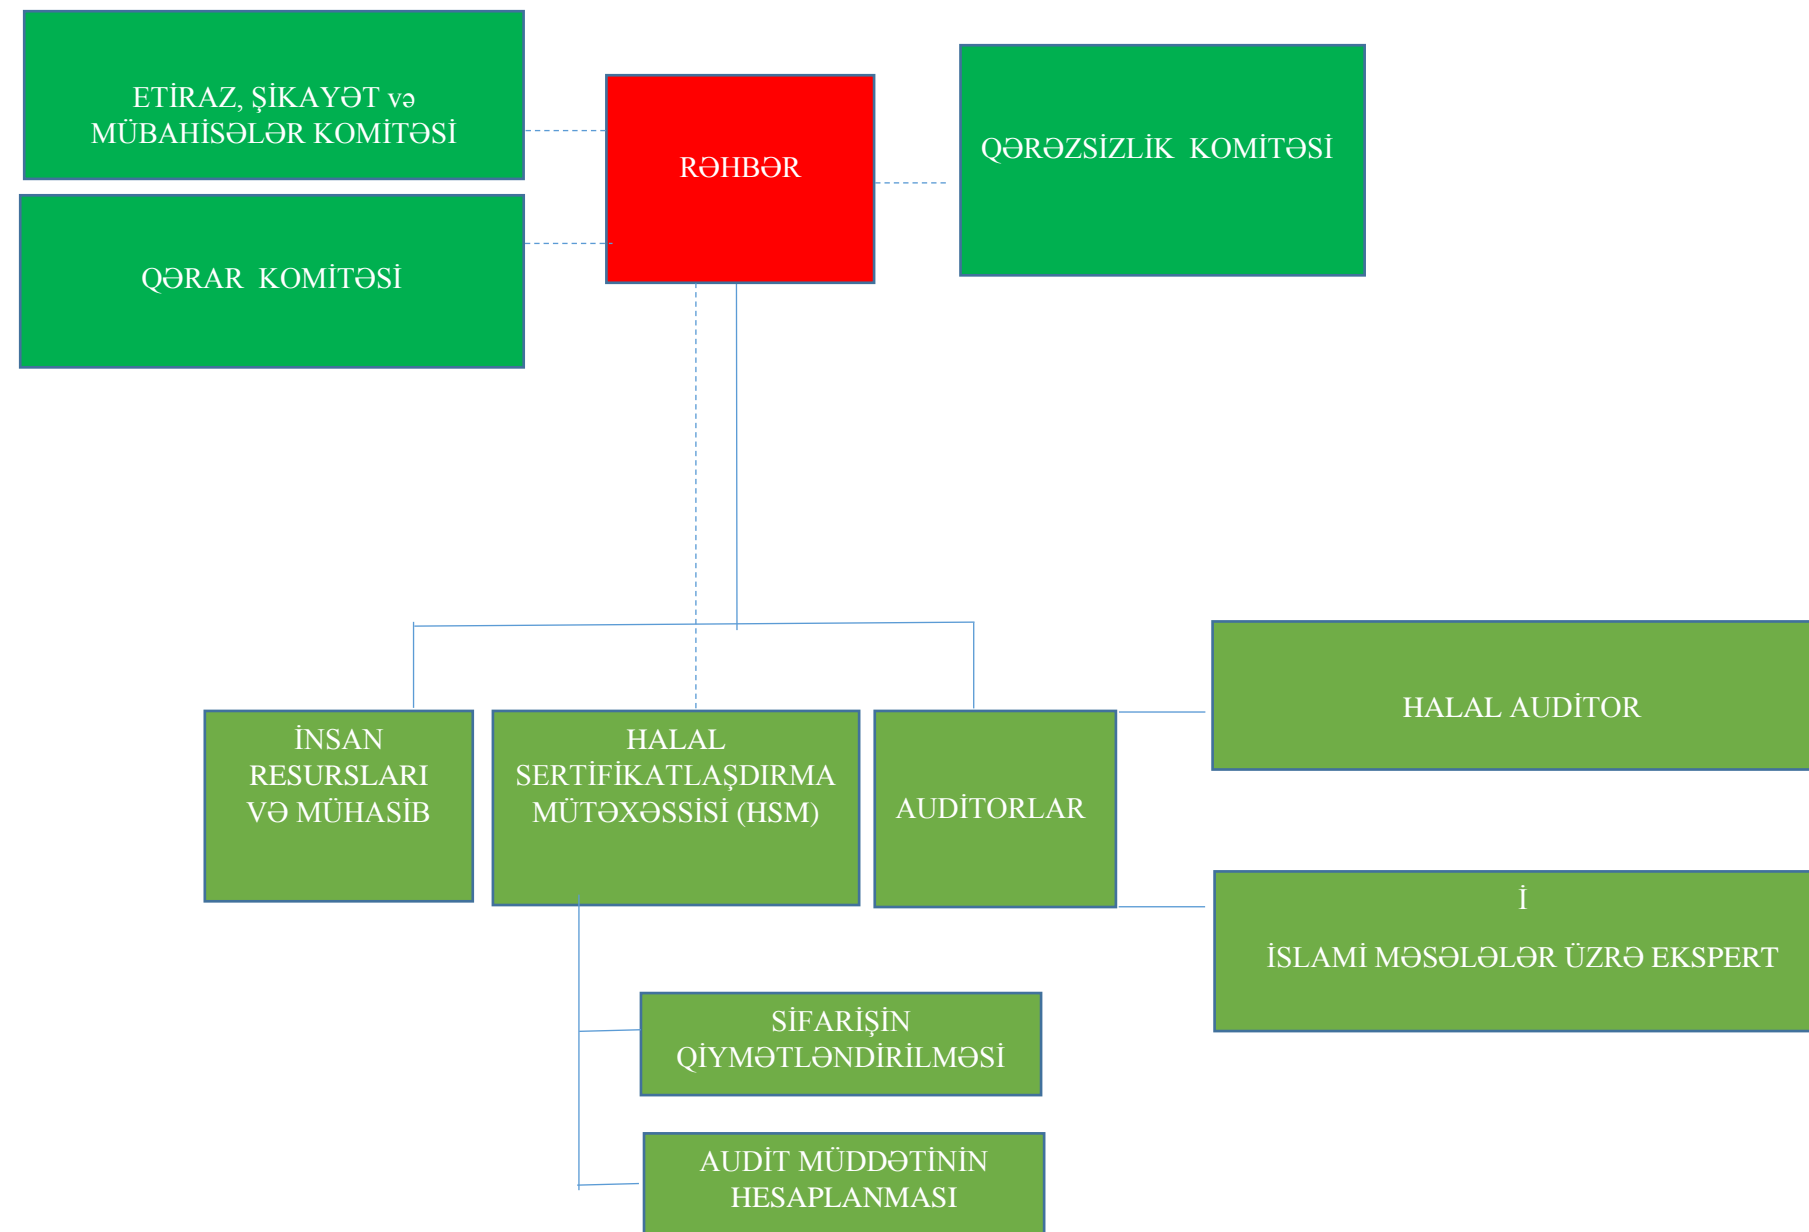 ETİRAZ, ŞİKAYƏT və
MÜBAHİSƏLƏR KOMİTƏSİ
RƏHBƏR
QƏRƏZSİZLİK KOMİTƏSİ
QƏRAR KOMİTƏSİ
İNSAN
RESURSLARI
VƏ MÜHASİB
HALAL
SERTİFİKATLAŞDIRMA
MÜTƏXƏSSİSİ (HSM)
AUDİTORLAR
HALAL AUDİTOR
İ
İSLAMİ MƏSƏLƏLƏR ÜZRƏ EKSPERT
SİFARİŞİN
QİYMƏTLƏNDİRİLMƏSİ
AUDİT MÜDDƏTİNİN
HESAPLANMASI